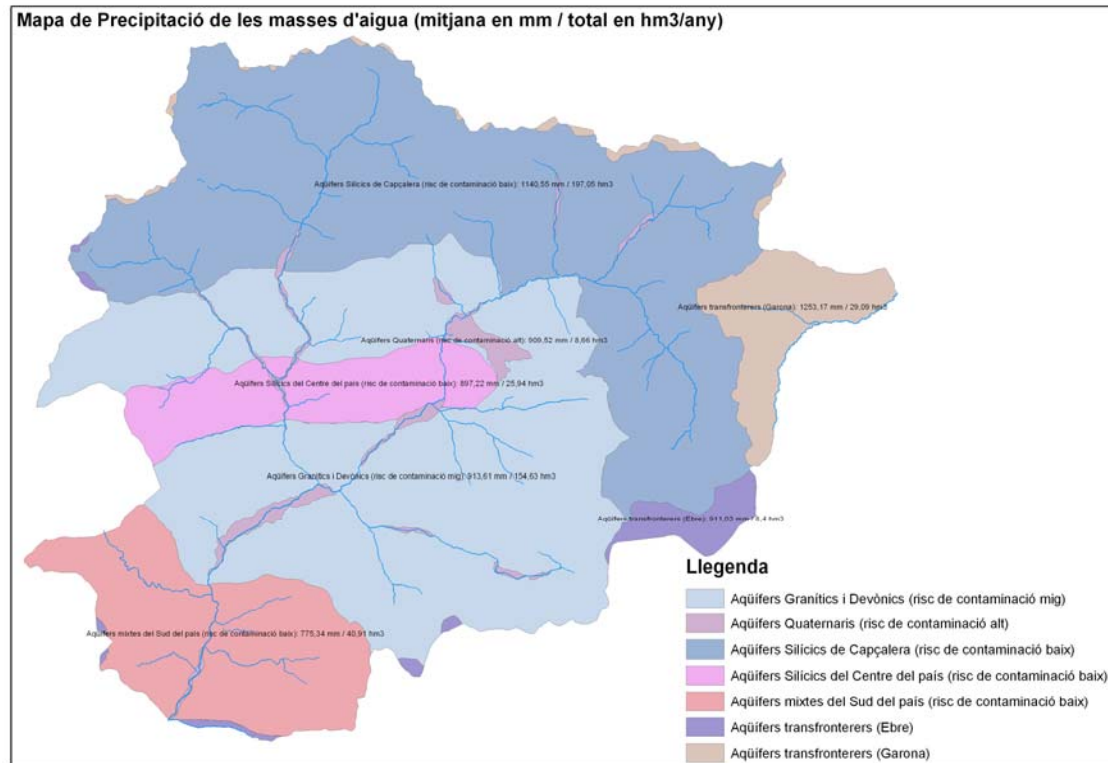 Mapa de Precipitació de les masses d'aigua (mitjana en mm / total en hm3/any)
Aqüífers Silícics de Capçalera (risc de contaminació baix): 1140,55 mm / 197,05 hm3
Aqüífers transfronterers (Garona): 1253,17 mm / 29,09 hm3
Aqüífers Quaternaris (risc de contaminació alt): 909,52 mm / 8,66 hm3
Aqüífers Silícics del Centre del país (risc de contaminació baix): 897,22 mm / 25,94 hm3
Aqüífers Granítics i Devònics (risc de contaminació mig): 913,61 mm / 154,63 hm3
Aqüífers transfronterers (Ebre): 911,03 mm / 8,4 hm3
Aqüífers mixtes del Sud del país (risc de contaminació baix): 775,34 mm / 40,91 hm3
Llegenda
Aqüífers Granítics i Devònics (risc de contaminació mig)
Aqüífers Quaternaris (risc de contaminació alt)
Aqüífers Silícics de Capçalera (risc de contaminació baix)
Aqüífers Silícics del Centre del país (risc de contaminació baix)
Aqüífers mixtes del Sud del país (risc de contaminació baix)
Aqüífers transfronterers (Ebre)
Aqüífers transfronterers (Garona)